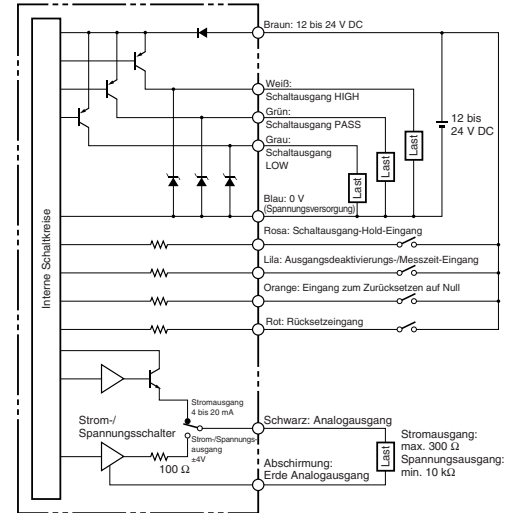 Braun: 12 bis 24 V DC
Weiß:
Schaltausgang HIGH
Grün:
Schaltausgang PASS
Grau:
Schaltausgang
LOW
12 bis
24 V DC
Last
Last
Last
Blau: 0 V
(Spannungsversorgung)
Interne Schaltkreise
Rosa: Schaltausgang-Hold-Eingang
Lila: Ausgangsdeaktivierungs-/Messzeit-Eingang
Orange: Eingang zum Zurücksetzen auf Null
Rot: Rücksetzeingang
Stromausgang
4 bis 20 mA
Schwarz: Analogausgang
Strom-/
Spannungsschalter
Strom-/Spannungs-
ausgang
±4V
100 Ω
Last
Stromausgang:
max. 300 Ω
Spannungsausgang:
min. 10 kΩ
Abschirmung:
Erde Analogausgang